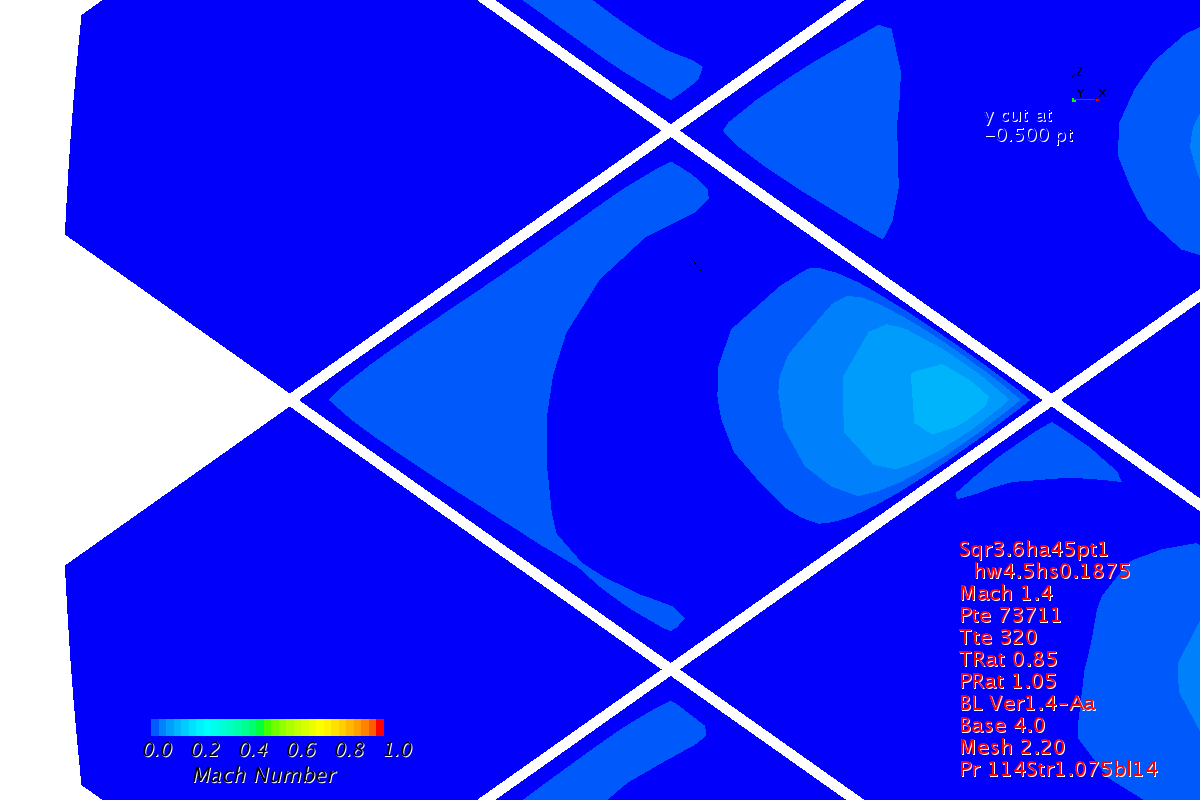 Z
Y X
y cut at
−0.500 pt
Sqr3.6ha45pt1
hw4.5hs0.1875
Mach 1.4
Pte 73711
Tte 320
TRat 0.85
PRat 1.05
BL Ver1.4−Aa
Base 4.0
Mesh 2.20
Pr 114Str1.075bl14
0.0 0.2 0.4 0.6 0.8 1.0
Mach Number